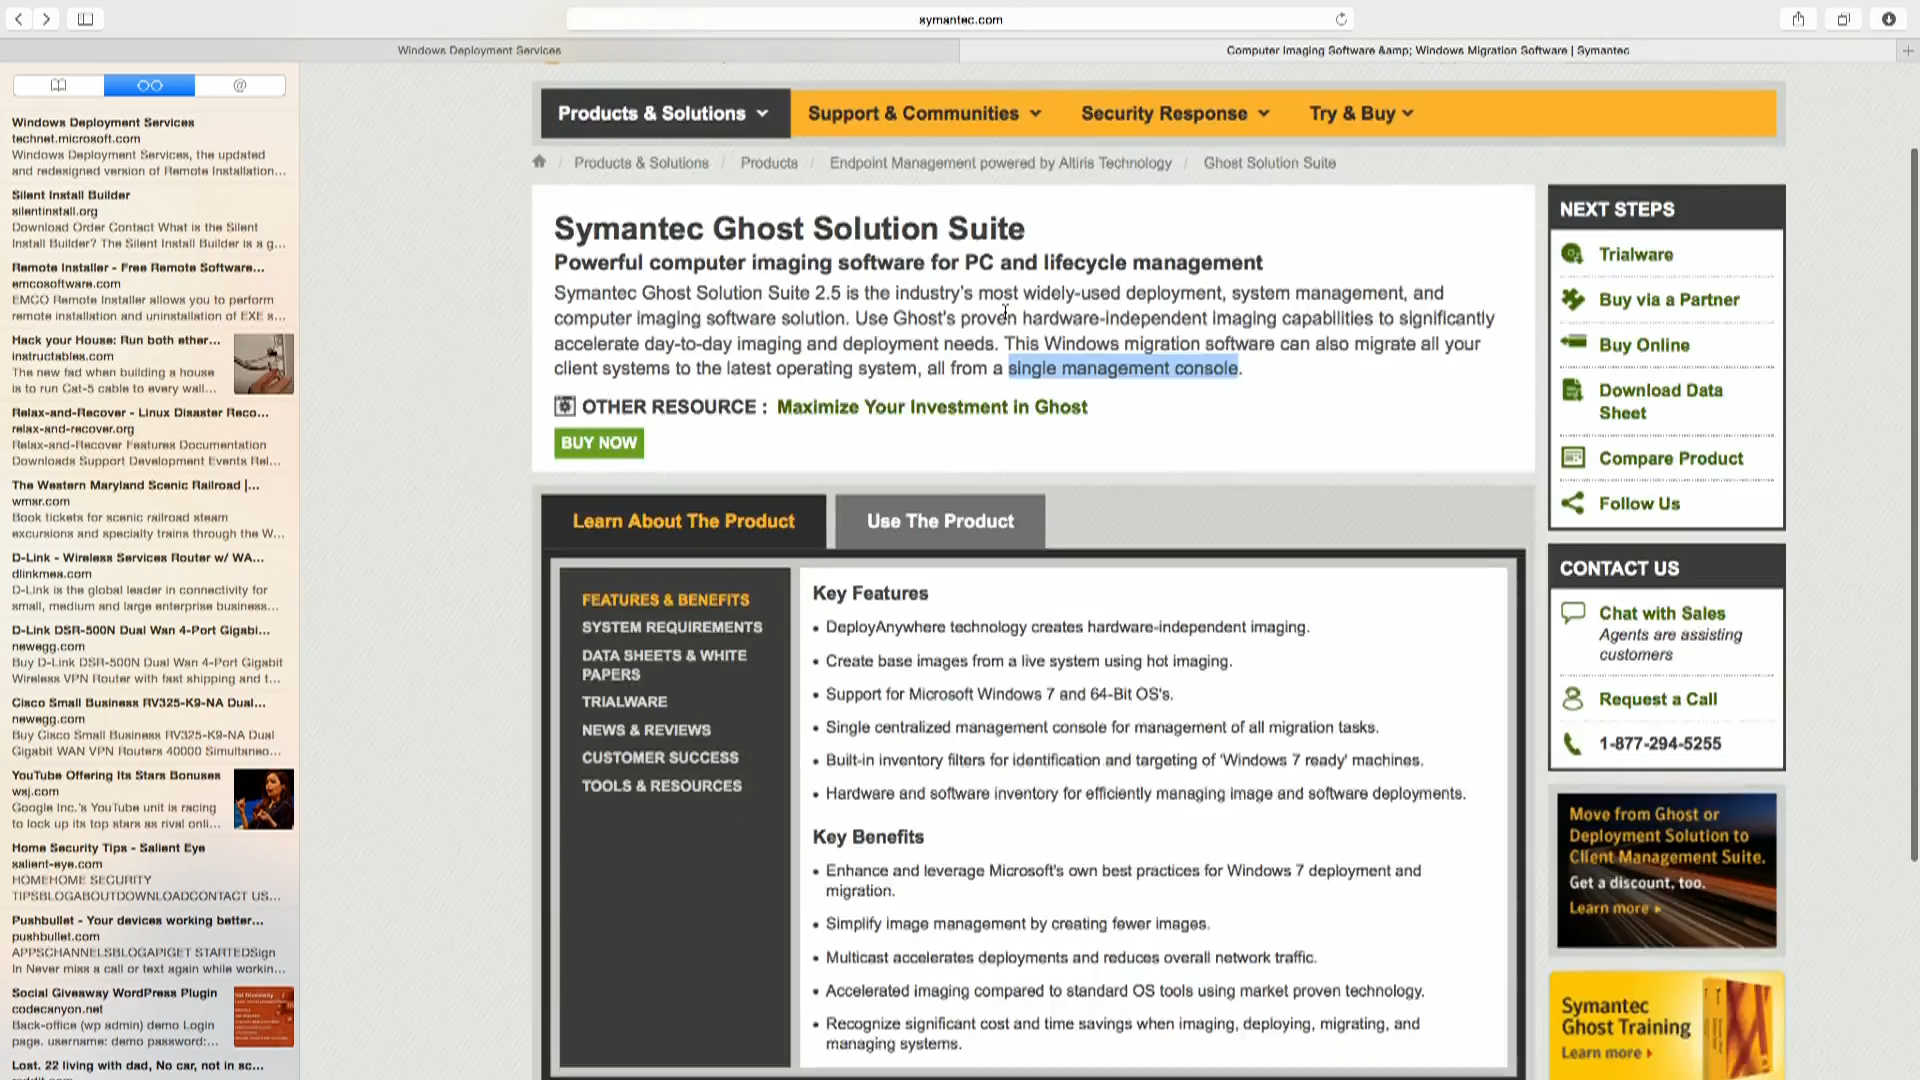 symantec.com
Windows Deployment Services
Computer Imaging Software &amp; Windows Migration Software | Symantec
@
Windows Deployment Services
technet.microsoft.com
Windows Deployment Services, the updated
and redesigned version of Remote Installation...
Silent Install Builder
silentinstall.org
Download Order Contact What is the Silent
Install Builder? The Silent Install Builder is a g...
Remote Installer - Free Remote Software...
emcosoftware.com
EMCO Remote Installer allows you to perform
remote installation and uninstallation of EXE a...
Hack your House: Run both ether...
instructables.com
The new fad when building a house
is to run Cat-5 cable to every wall...
Relax-and-Recover - Linux Disaster Reco...
relax-and-recover.org
Relax-and-Recover Features Documentation
Downloads Support Development Events Rel...
The Western Maryland Scenic Railroad |...
wmsr.com
Book tickets for scenic railroad steam
excursions and specialty trains through the W...
D-Link - Wireless Services Router w/ WA...
dlinkmea.com
D-Link is the global leader in connectivity for
small, medium and large enterprise business...
D-Link DSR-500N Dual Wan 4-Port Gigabi...
newegg.com
Buy D-Link DSR-500N Dual Wan 4-Port Gigabit
Wireless VPN Router with fast shipping and t...
Cisco Small Business RV325-K9-NA Dual...
newegg.com
Buy Cisco Small Business RV325-K9-NA Dual
Gigabit WAN VPN Routers 40000 Simultaneo...
YouTube Offering Its Stars Bonuses
wsj.com
Google Inc.'s YouTube unit is racing
to lock up its top stars as rival onli...
Home Security Tips - Salient Eye
salient-eye.com
HOMEHOME SECURITY
TIPSBLOGABOUTDOWNLOADCONTACT US...
Pushbullet - Your devices working better...
pushbullet.com
APPSCHANNELSBLOGAPIGET STARTEDSign
In Never miss a call or text again while workin...
Social Giveaway WordPress Plugin
codecanyon.net
Back-office (wp admin) demo Login
page. username: demo password:...
Lost. 22 living with dad, No car, not in sc...
Products & Solutions
Support & Communities
Security Response
Try & Buy
/ Products & Solutions / Products / Endpoint Management powered by Altiris Technology / Ghost Solution Suite
Symantec Ghost Solution Suite
Powerful computer imaging software for PC and lifecycle management
Symantec Ghost Solution Suite 2.5 is the industry's most widely-used deployment, system management, and
computer imaging software solution. Use Ghost's proven hardware-independent imaging capabilities to significantly
accelerate day-to-day imaging and deployment needs. This Windows migration software can also migrate all your
client systems to the latest operating system, all from a single management console.
OTHER RESOURCE : Maximize Your Investment in Ghost
BUY NOW
Learn About The Product
Use The Product
FEATURES & BENEFITS
SYSTEM REQUIREMENTS
DATA SHEETS & WHITE
PAPERS
TRIALWARE
NEWS & REVIEWS
CUSTOMER SUCCESS
TOOLS & RESOURCES
Key Features
• DeployAnywhere technology creates hardware-independent imaging.
• Create base images from a live system using hot imaging.
• Support for Microsoft Windows 7 and 64-Bit OS's.
• Single centralized management console for management of all migration tasks.
• Built-in inventory filters for identification and targeting of 'Windows 7 ready' machines.
• Hardware and software inventory for efficiently managing image and software deployments.
Key Benefits
• Enhance and leverage Microsoft's own best practices for Windows 7 deployment and
migration.
• Simplify image management by creating fewer images.
• Multicast accelerates deployments and reduces overall network traffic.
• Accelerated imaging compared to standard OS tools using market proven technology.
• Recognize significant cost and time savings when imaging, deploying, migrating, and
managing systems.
NEXT STEPS
Trialware
Buy via a Partner
Buy Online
Download Data
Sheet
Compare Product
Follow Us
CONTACT US
Chat with Sales
Agents are assisting
customers
Request a Call
1-877-294-5255
Move from Ghost or
Deployment Solution to
Client Management Suite.
Get a discount, too.
Learn more
Symantec
Ghost Training
Learn more